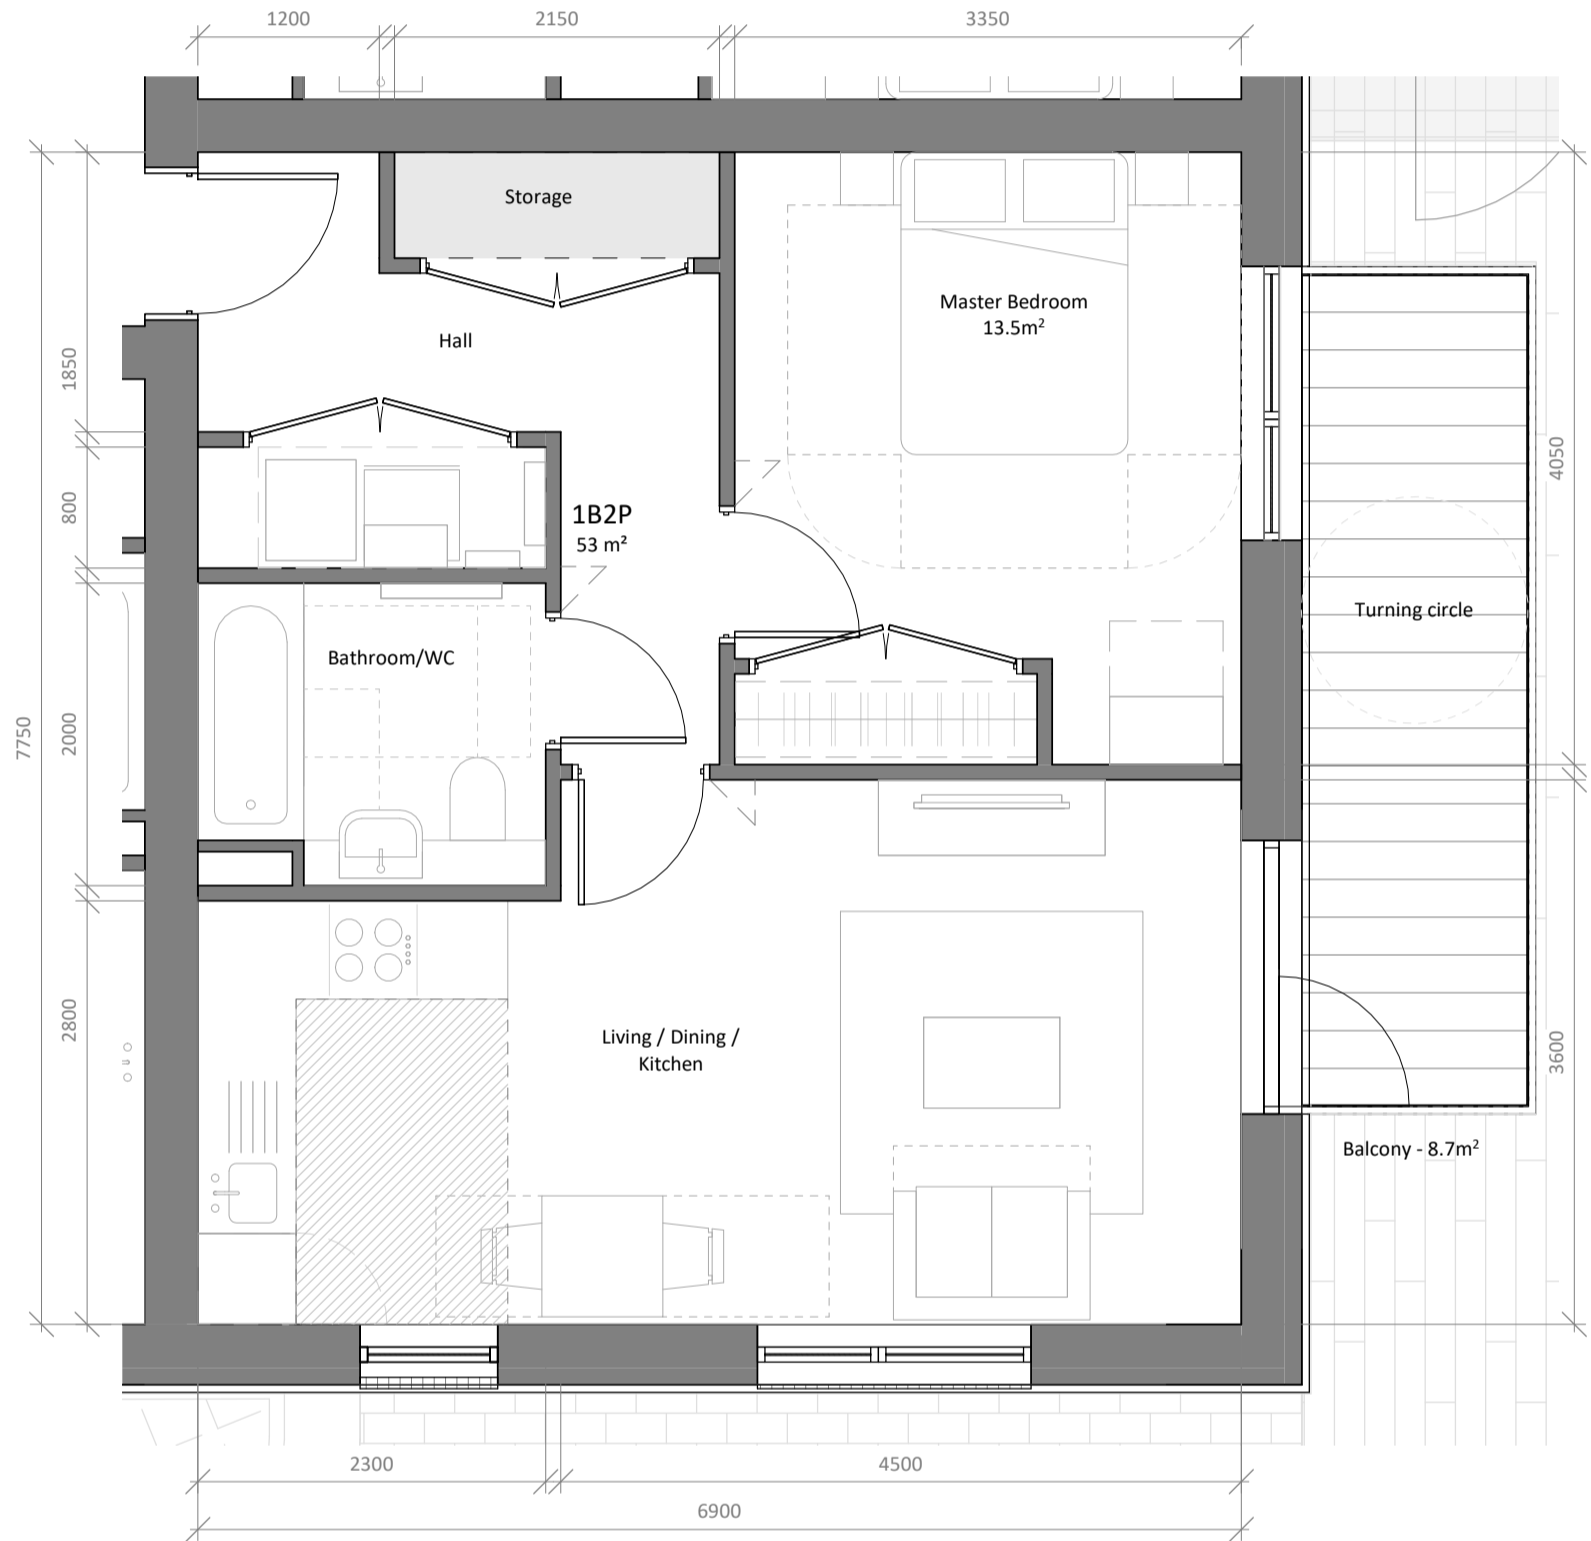 1200
2150
3350
Storage
Master Bedroom
13.5m²
Hall
1850
4050
800
1B2P
53 m²
Turning circle
Bathroom/WC
7750
2000
2800
Living / Dining /
Kitchen
3600
Balcony - 8.7m²
2300
4500
6900